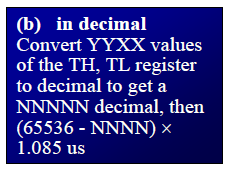 (b) in decimal
Convert YYXX values
of the TH, TL register
to decimal to get a
NNNNN decimal, then
(65536 - NNNN) ×
1.085 us